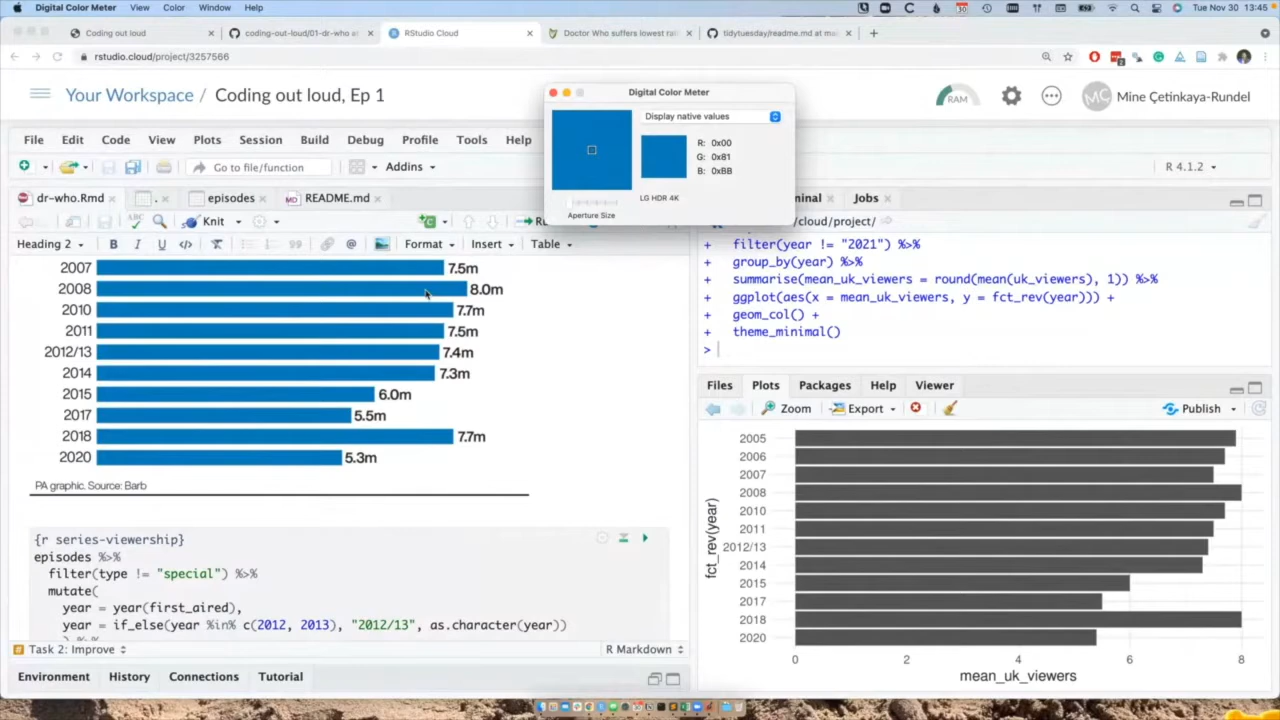 Digital Color Meter View Color Window Help Tue Nov 30 13:45
Coding out loud
coding-out-loud/01-dr-who at
RStudio Cloud
Doctor Who suffers lowest rat
tidytuesday/readme.md at mas
rstudio.cloud/project/3257566
Your Workspace / Coding out loud, Ep 1
RAM
MC
Mine Çetinkaya-Rundel
Digital Color Meter
Display native values
R: 0x00
G: 0x81
B: 0xBB
LG HDR 4K
Aperture Size
File Edit Code View Plots Session Build Debug Profile Tools Help
Go to file/function
Addins
R 4.1.2
dr-who.Rmd
episodes
README.md
Knit
Heading 2
B I </>
Format Insert Table
2007 7.5m
2008 8.0m
2010 7.7m
2011 7.5m
2012/13 7.4m
2014 7.3m
2015 6.0m
2017 5.5m
2018 7.7m
2020 5.3m
PA graphic. Source: Barb
{r series-viewership}
episodes %>%
filter(type != "special") %>%
mutate(
year = year(first_aired),
year = if_else(year %in% c(2012, 2013), "2012/13", as.character(year))
) %>%
Task 2: Improve
R Markdown
Environment History Connections Tutorial
Jobs
/cloud/project/
+ filter(year != "2021") %>%
+ group_by(year) %>%
+ summarise(mean_uk_viewers = round(mean(uk_viewers), 1)) %>%
+ ggplot(aes(x = mean_uk_viewers, y = fct_rev(year))) +
+ geom_col() +
+ theme_minimal()
>
Files Plots Packages Help Viewer
Zoom Export Publish
fct_rev(year)
2005
2006
2007
2008
2010
2011
2012/13
2014
2015
2017
2018
2020
0 2 4 6 8
mean_uk_viewers